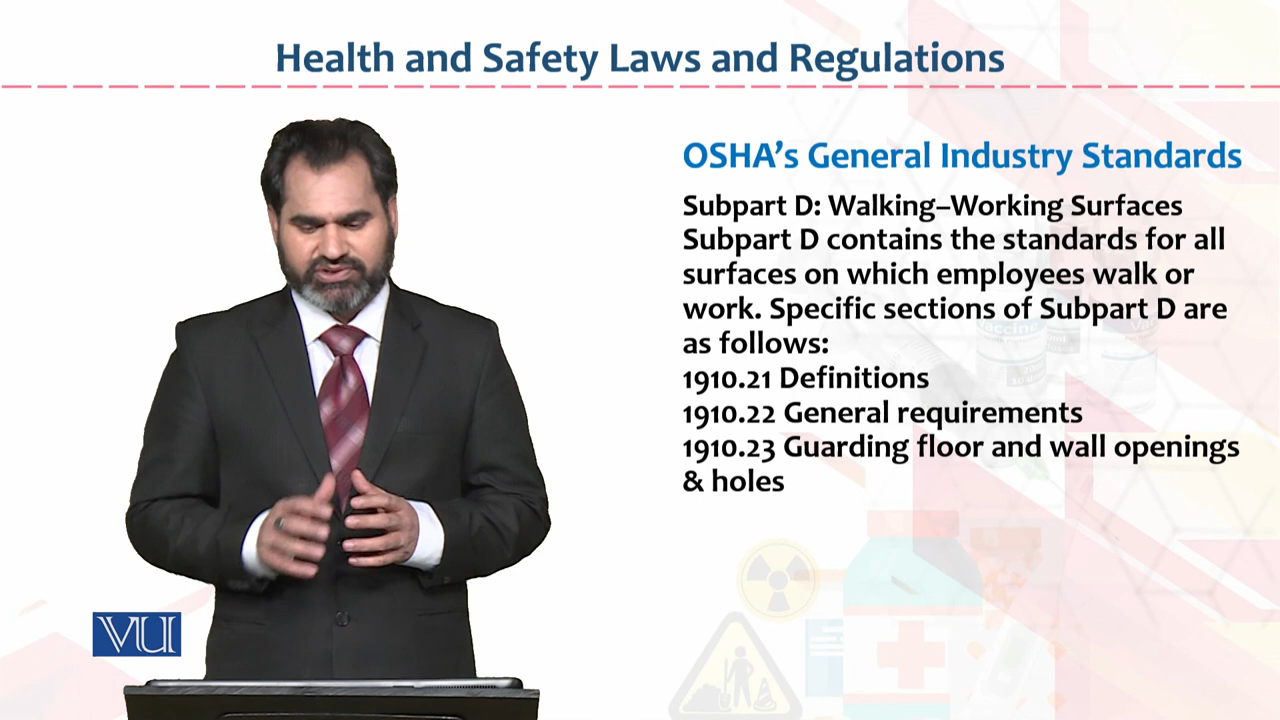 Health and Safety Laws and Regulations
OSHA’s General Industry Standards
Subpart D: Walking–Working Surfaces
Subpart D contains the standards for all
surfaces on which employees walk or
work. Specific sections of Subpart D are
as follows:
1910.21 Definitions
1910.22 General requirements
1910.23 Guarding floor and wall openings
& holes
Vaccine
VU